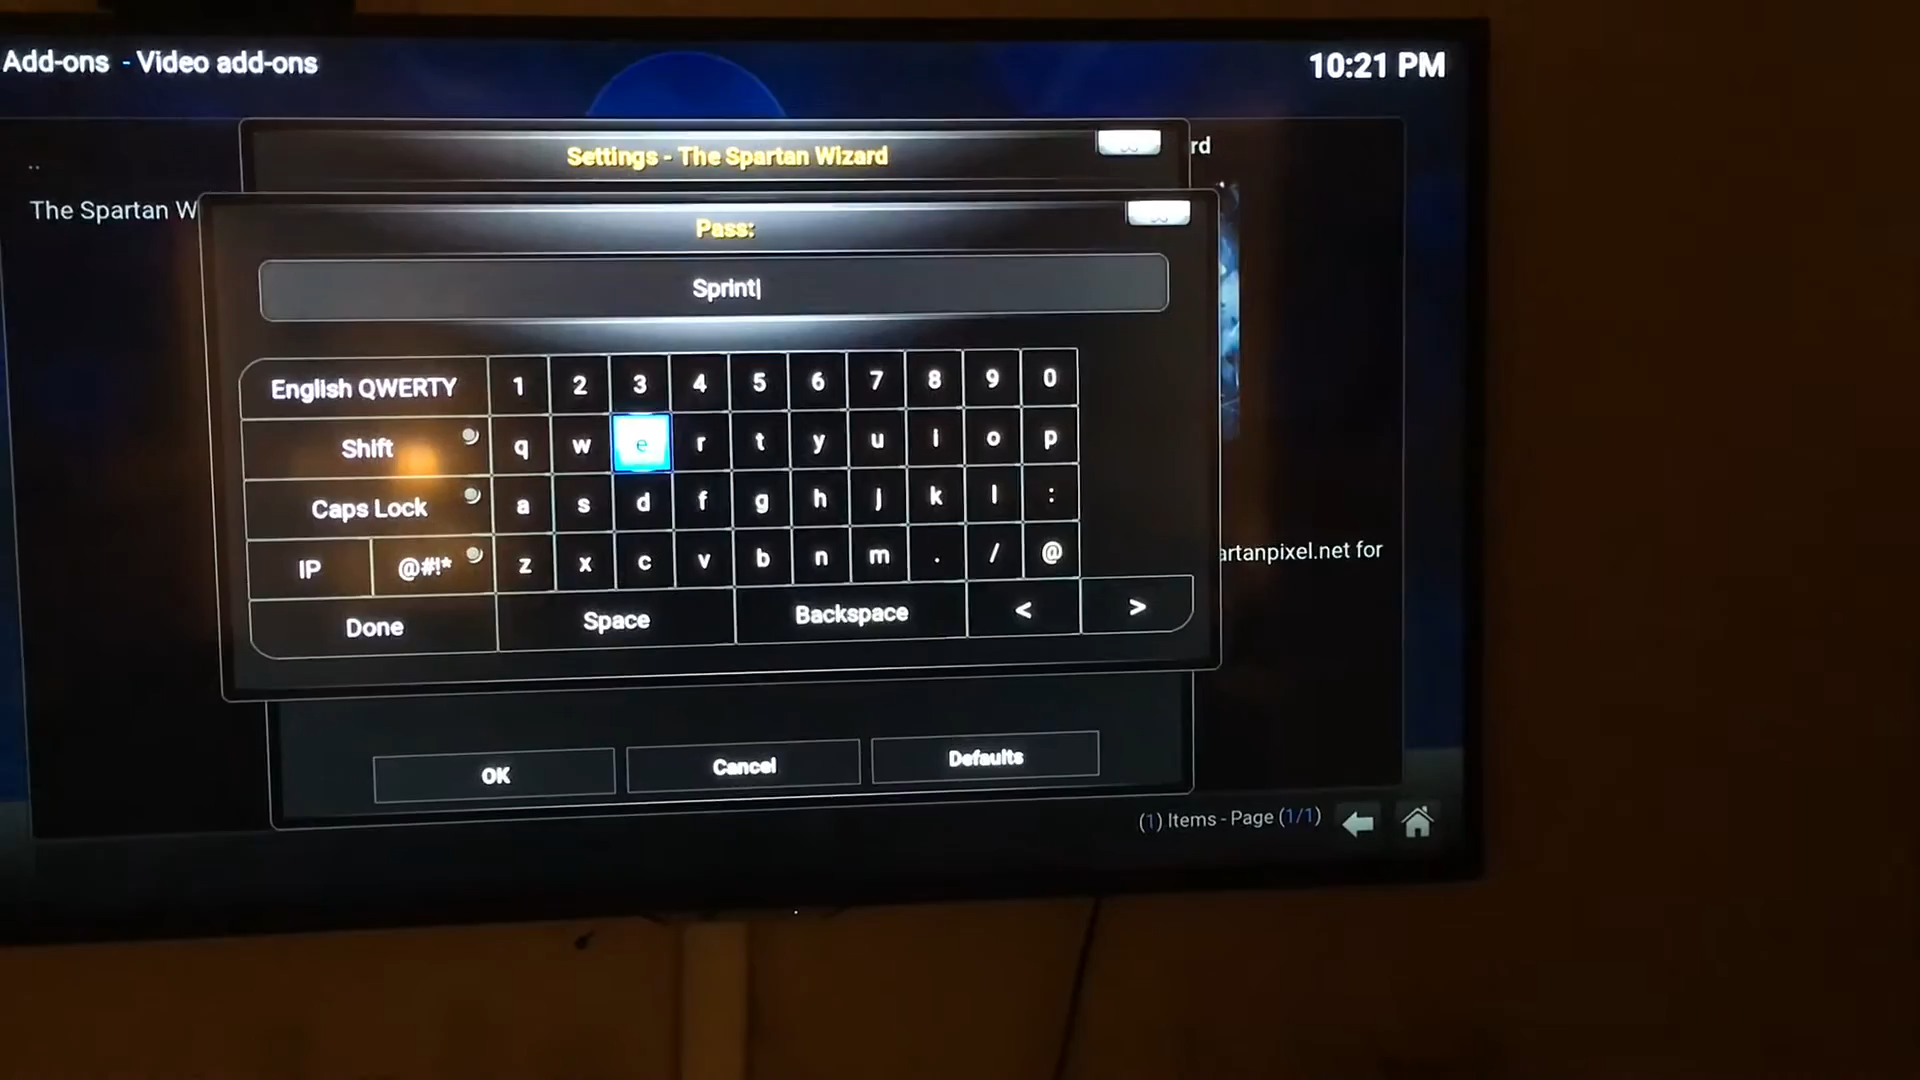 Add-ons - Video add-ons
10:21 PM
..
Settings - The Spartan Wizard
rd
The Spartan W
Pass:
Sprint
English QWERTY 1 2 3 4 5 6 7 8 9 0
Shift q w e r t y u i o p
Caps Lock a s d f g h j k l :
IP @#!* z x c v b n m . / @
artanpixel.net for
Done Space Backspace < >
OK Cancel Defaults
(1) Items - Page (1/1)